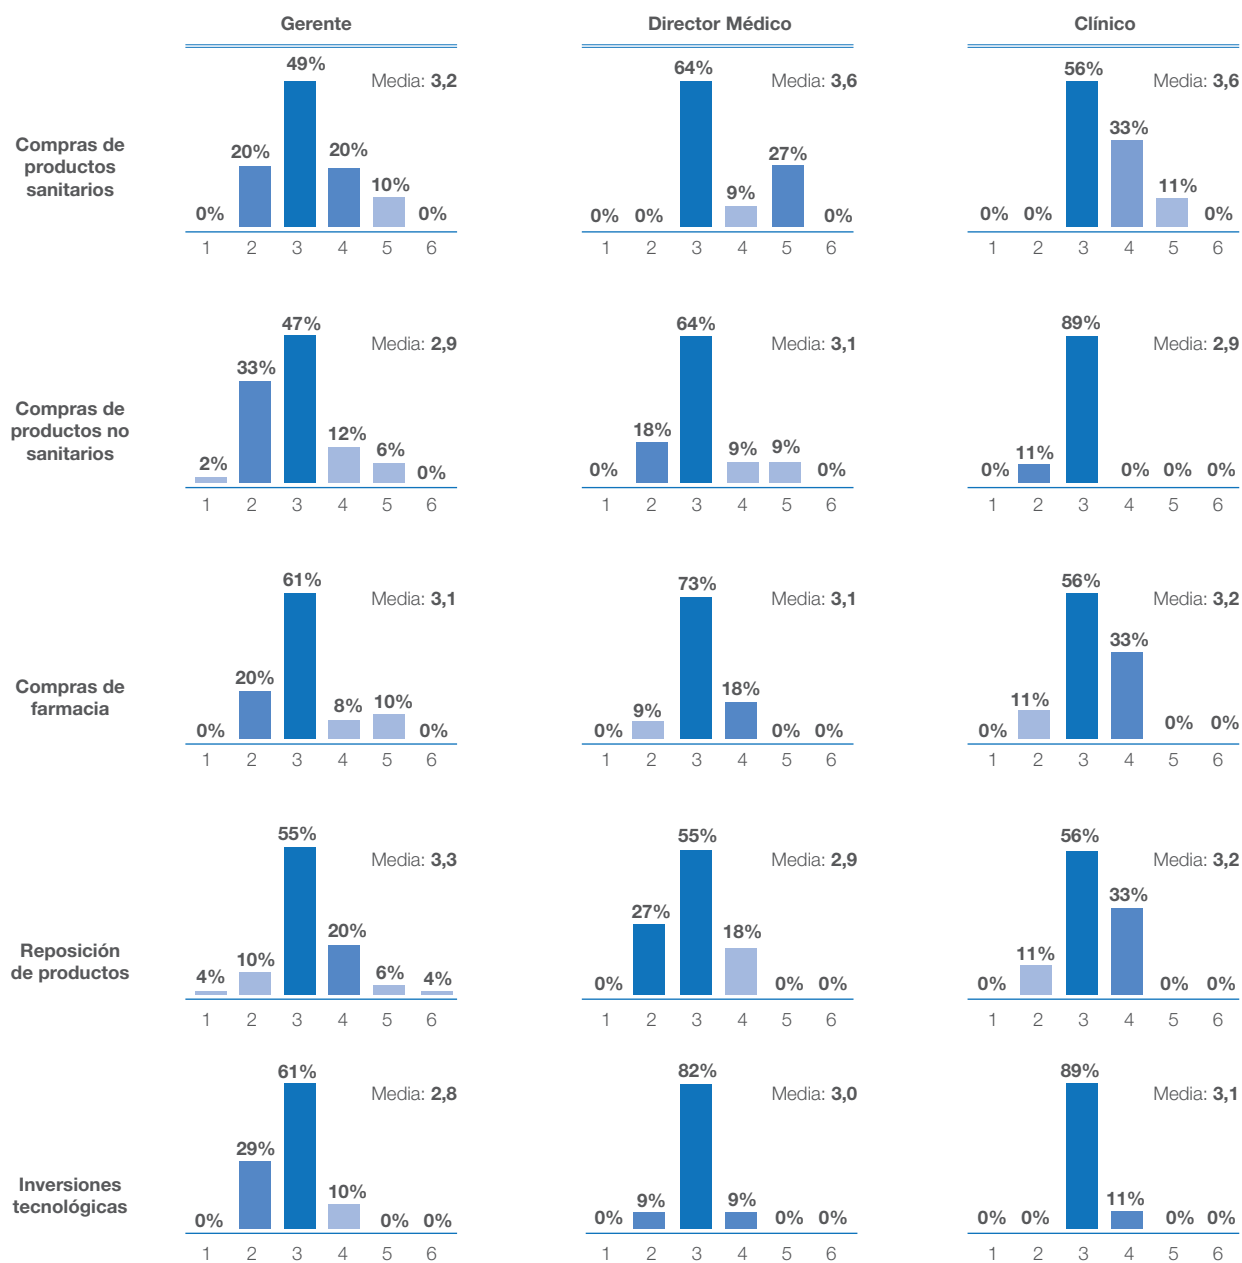 Gerente
Director Médico
Clínico
Compras de
productos
sanitarios
49%
Media: 3,2
20%
20%
10%
0%
0%
1 2 3 4 5 6
64%
Media: 3,6
27%
9%
0% 0%
0%
1 2 3 4 5 6
56%
Media: 3,6
33%
11%
0% 0%
0%
1 2 3 4 5 6
Compras de
productos no
sanitarios
47%
Media: 2,9
33%
12%
6%
2%
0%
1 2 3 4 5 6
64%
Media: 3,1
18%
9% 9%
0%
0%
1 2 3 4 5 6
89%
Media: 2,9
11%
0%
0% 0% 0%
1 2 3 4 5 6
Compras de
farmacia
61%
Media: 3,1
20%
8% 10%
0%
0%
1 2 3 4 5 6
73%
Media: 3,1
18%
9%
0%
0% 0%
1 2 3 4 5 6
56%
Media: 3,2
33%
11%
0%
0% 0%
1 2 3 4 5 6
Reposición
de productos
55%
Media: 3,3
20%
4% 10%
6% 4%
1 2 3 4 5 6
55%
Media: 2,9
27%
18%
0%
0% 0%
1 2 3 4 5 6
56%
Media: 3,2
33%
11%
0%
0% 0%
1 2 3 4 5 6
Inversiones
tecnológicas
61%
Media: 2,8
29%
10%
0%
0% 0%
1 2 3 4 5 6
82%
Media: 3,0
9%
9%
0%
0% 0%
1 2 3 4 5 6
89%
Media: 3,1
11%
0% 0%
0% 0%
1 2 3 4 5 6